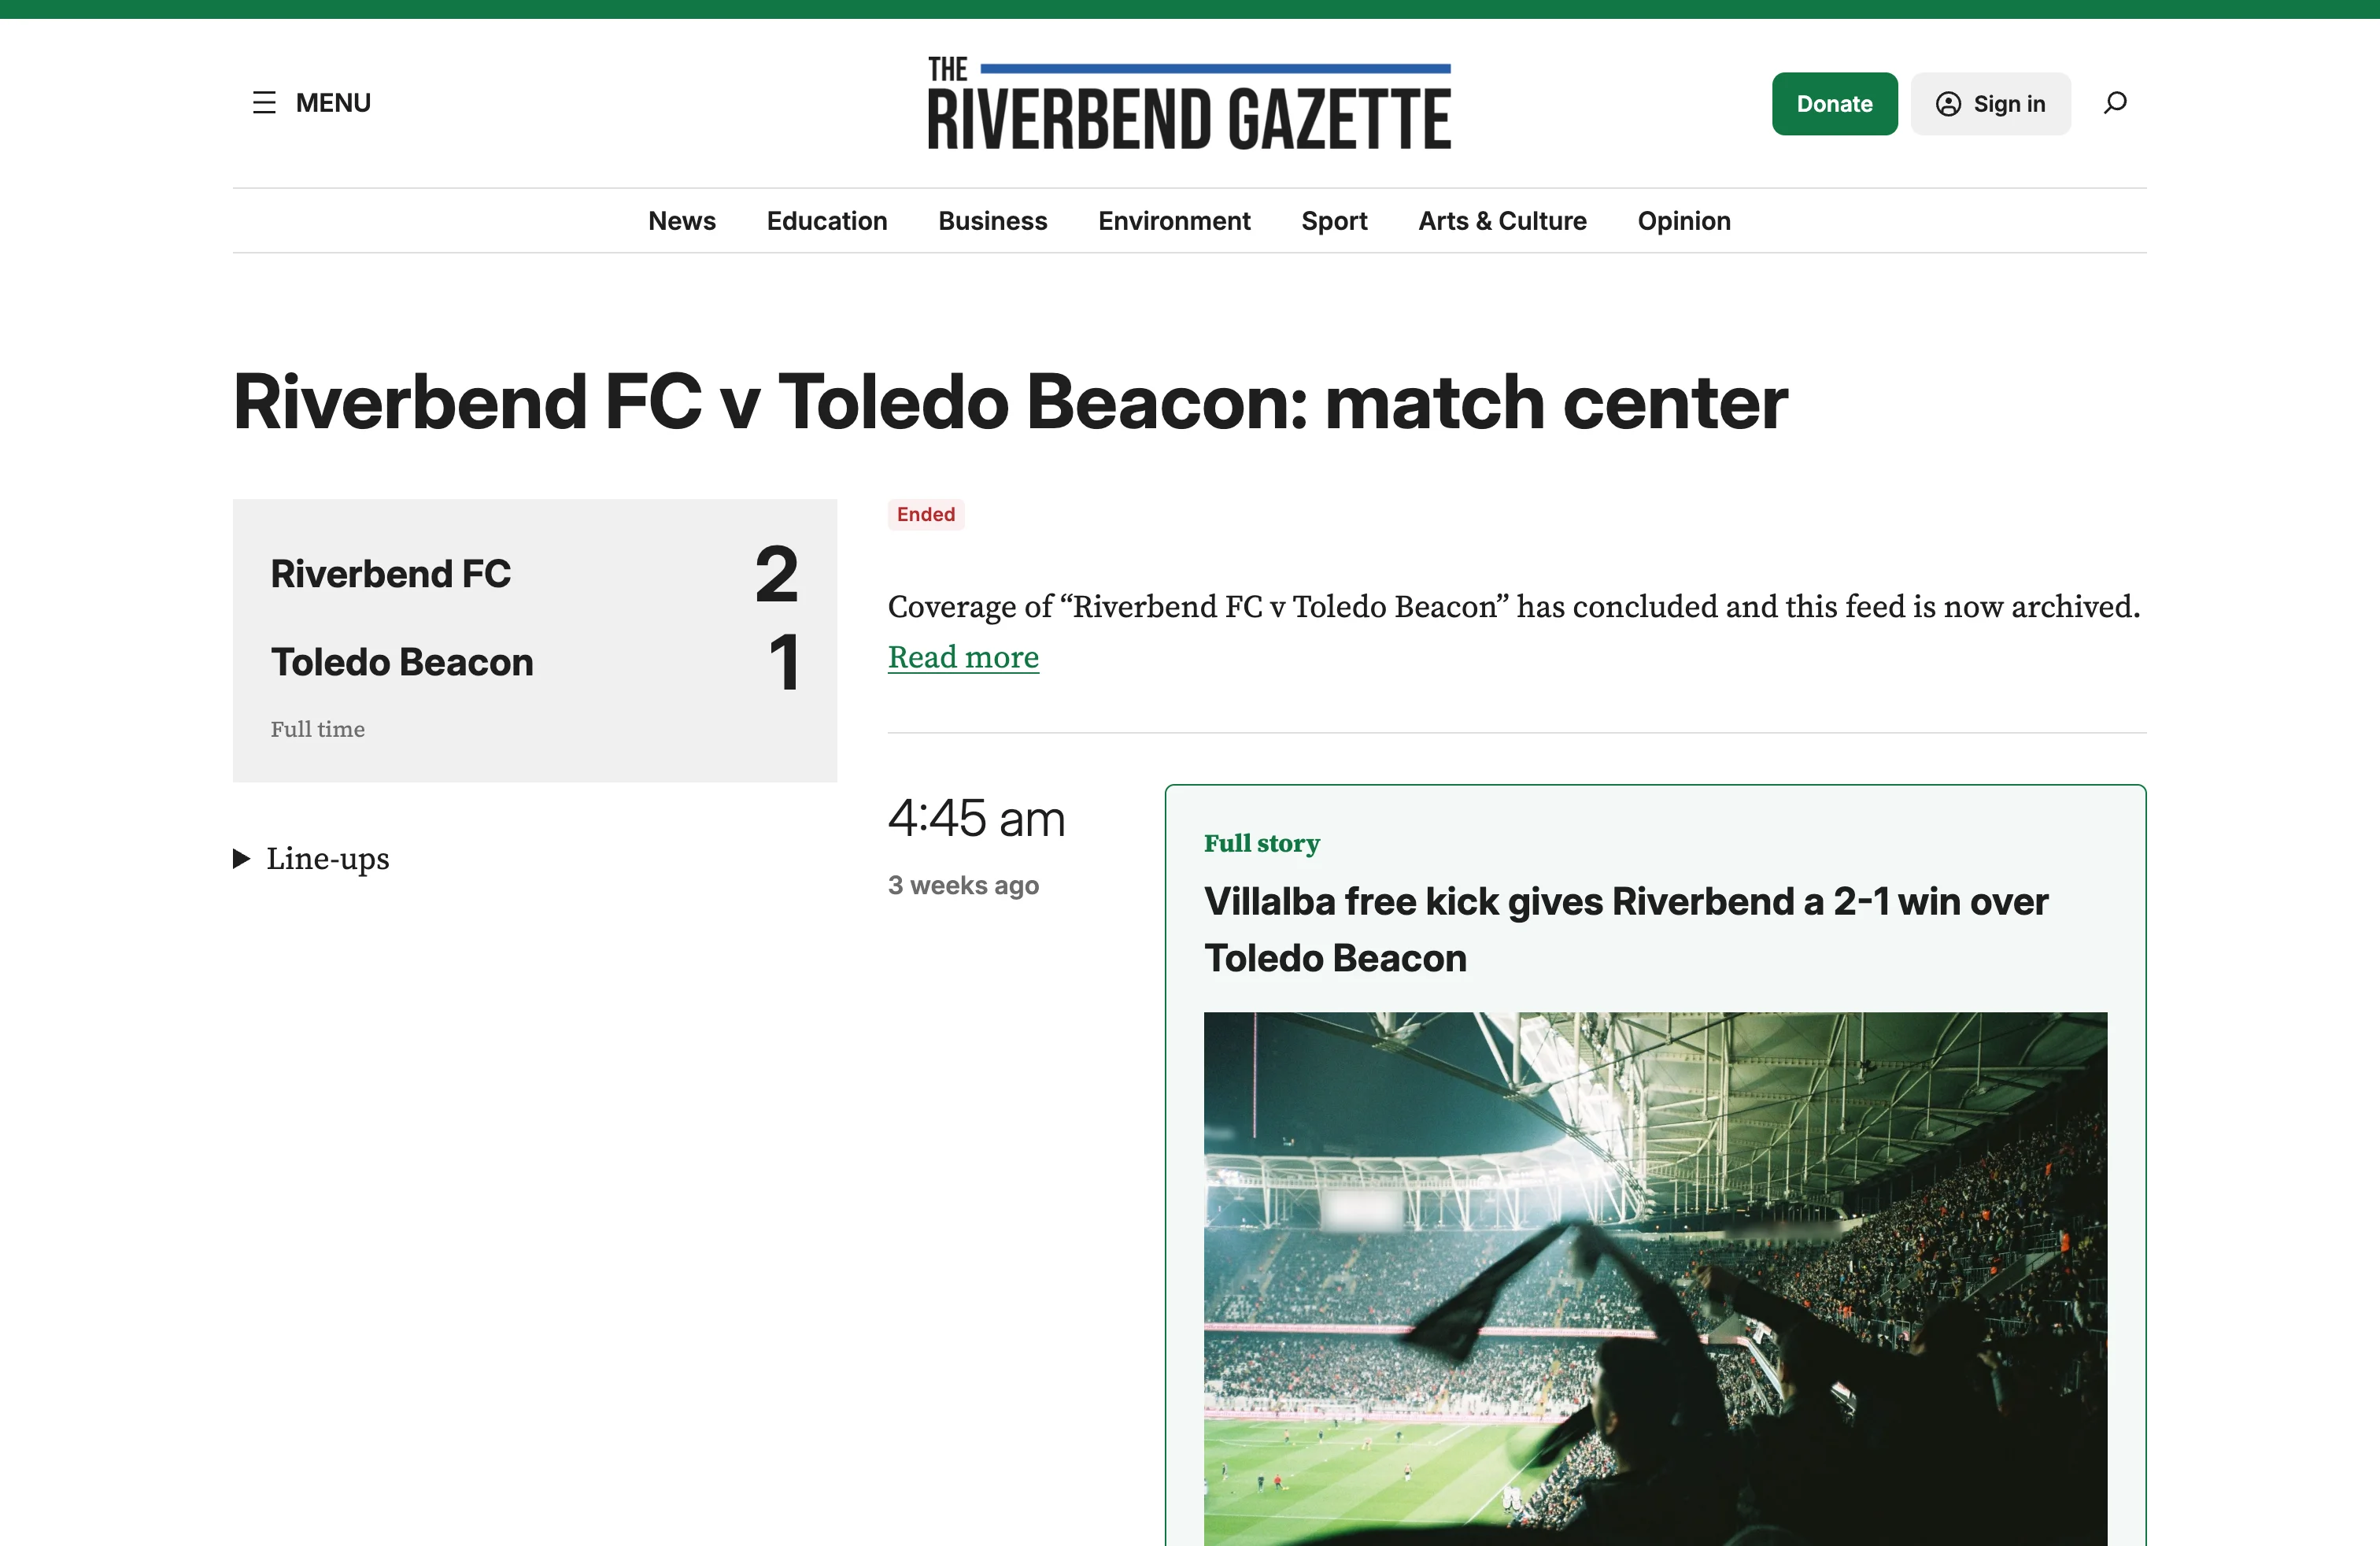 THE
RIVERBEND GAZETTE
MENU
Donate
Sign in
News Education Business Environment Sport Arts & Culture Opinion
Riverbend FC v Toledo Beacon: match center
Riverbend FC 2
Toledo Beacon 1
Full time
Line-ups
Ended
Coverage of “Riverbend FC v Toledo Beacon” has concluded and this feed is now archived.
Read more
4:45 am
3 weeks ago
Full story
Villalba free kick gives Riverbend a 2-1 win over
Toledo Beacon